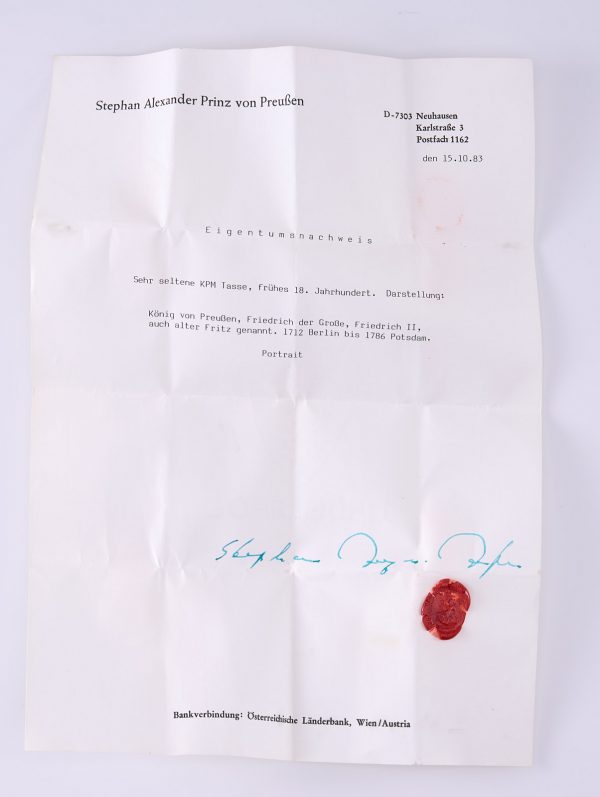 Stephan Alexander Prinz von Preußen
D-7303 Neuhausen
Karlstraße 3
Postfach 1162
den 15.10.83
Eigentumsnachweis
Sehr seltene KPM Tasse, frühes 18. Jahrhundert. Darstellung:
König von Preußen, Friedrich der Große, Friedrich II,
auch alter Fritz genannt. 1712 Berlin bis 1786 Potsdam.
Portrait
Stephan
Bankverbindung: Österreichische Länderbank, Wien/Austria